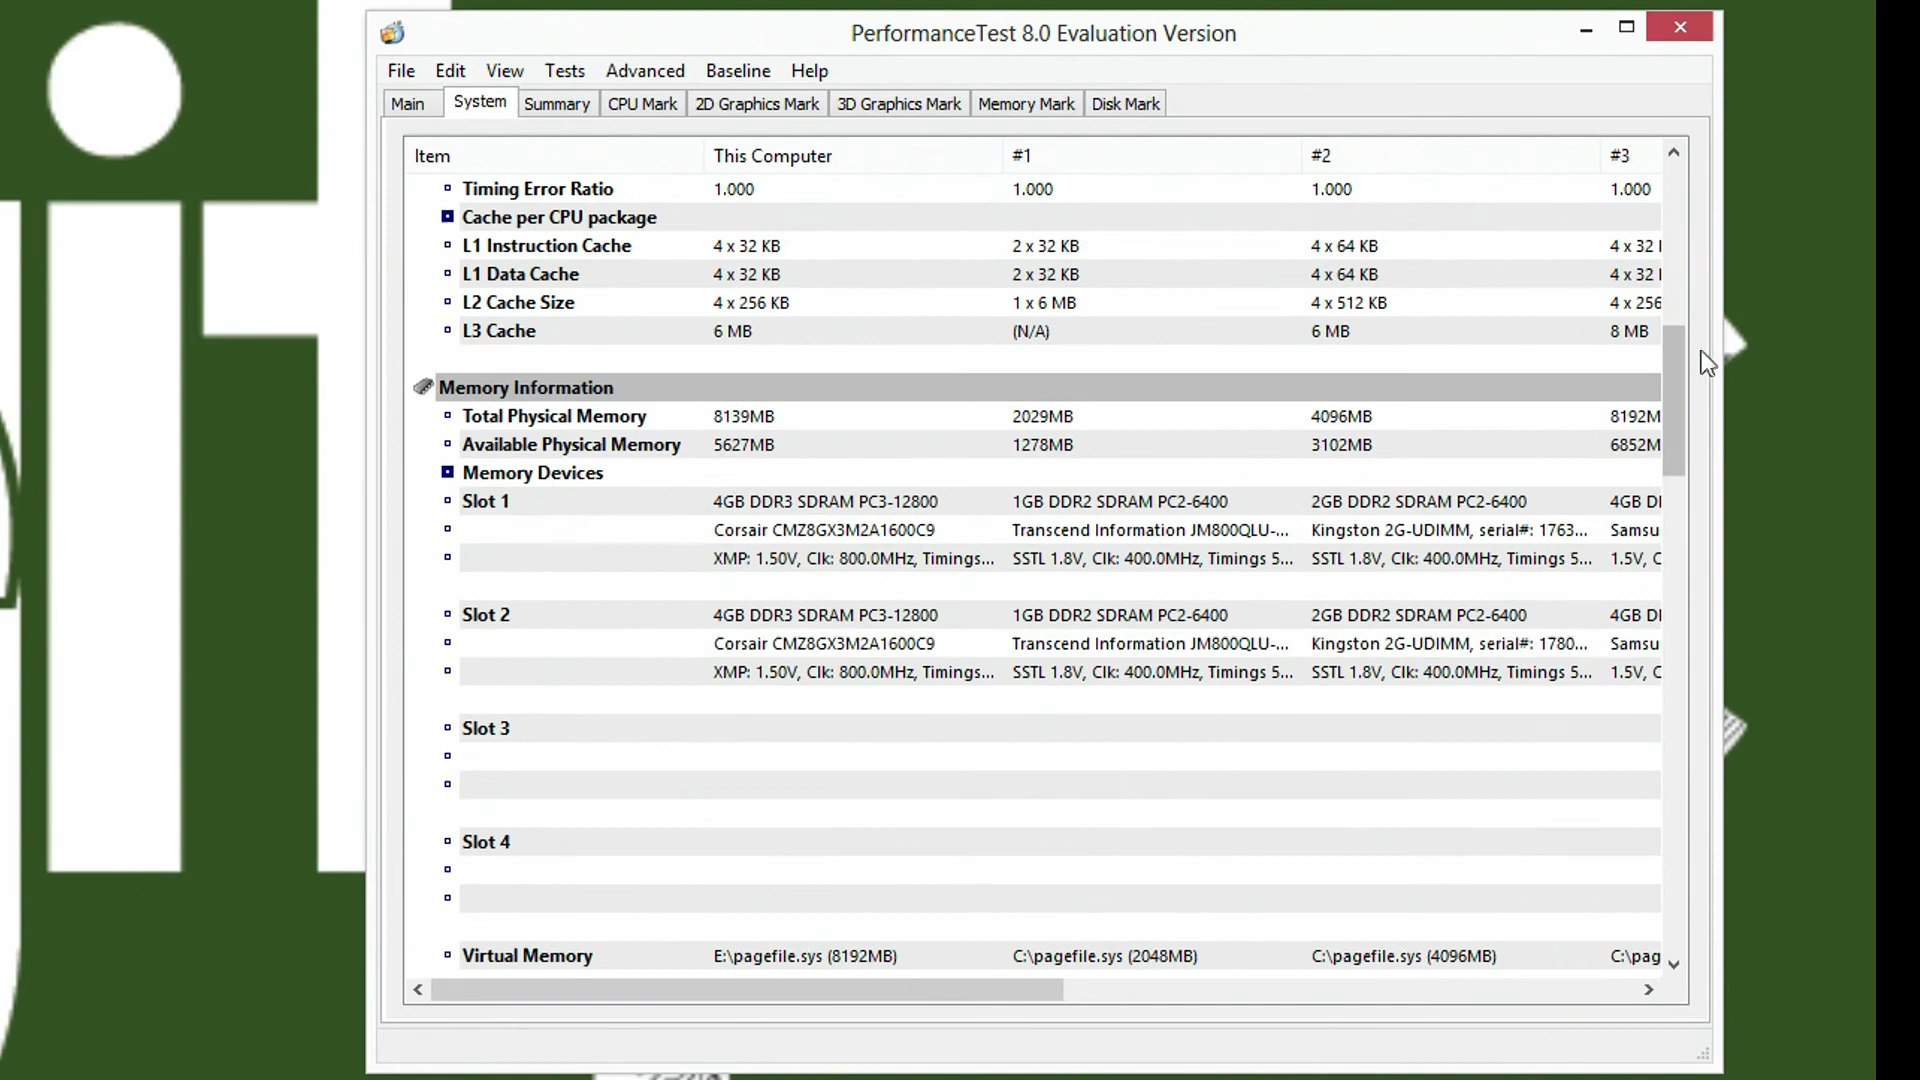 PerformanceTest 8.0 Evaluation Version
File Edit View Tests Advanced Baseline Help
Main System Summary CPU Mark 2D Graphics Mark 3D Graphics Mark Memory Mark Disk Mark
Item This Computer #1 #2 #3
Timing Error Ratio 1.000 1.000 1.000 1.000
Cache per CPU package
L1 Instruction Cache 4 x 32 KB 2 x 32 KB 4 x 64 KB 4 x 32
L1 Data Cache 4 x 32 KB 2 x 32 KB 4 x 64 KB 4 x 32
L2 Cache Size 4 x 256 KB 1 x 6 MB 4 x 512 KB 4 x 256
L3 Cache 6 MB (N/A) 6 MB 8 MB
Memory Information
Total Physical Memory 8139MB 2029MB 4096MB 8192M
Available Physical Memory 5627MB 1278MB 3102MB 6852M
Memory Devices
Slot 1 4GB DDR3 SDRAM PC3-12800 1GB DDR2 SDRAM PC2-6400 2GB DDR2 SDRAM PC2-6400 4GB
Corsair CMZ8GX3M2A1600C9 Transcend Information JM800QLU-... Kingston 2G-UDIMM, serial#: 1763... Samsu
XMP: 1.50V, Clk: 800.0MHz, Timings... SSTL 1.8V, Clk: 400.0MHz, Timings 5... SSTL 1.8V, Clk: 400.0MHz, Timings 5... 1.5V, C
Slot 2 4GB DDR3 SDRAM PC3-12800 1GB DDR2 SDRAM PC2-6400 2GB DDR2 SDRAM PC2-6400 4GB
Corsair CMZ8GX3M2A1600C9 Transcend Information JM800QLU-... Kingston 2G-UDIMM, serial#: 1780... Samsu
XMP: 1.50V, Clk: 800.0MHz, Timings... SSTL 1.8V, Clk: 400.0MHz, Timings 5... SSTL 1.8V, Clk: 400.0MHz, Timings 5... 1.5V, C
Slot 3
Slot 4
Virtual Memory E:\pagefile.sys (8192MB) C:\pagefile.sys (2048MB) C:\pagefile.sys (4096MB) C:\pag